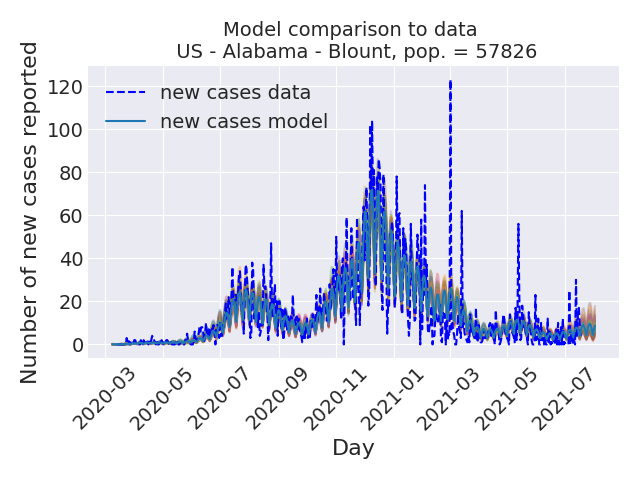 Model comparison to data
US - Alabama - Blount, pop. = 57826
Number of new cases reported
120
100
80
60
40
20
0
new cases data
new cases model
2020-03
2020-05
2020-07
2020-09
2020-11
2021-01
2021-03
2021-05
2021-07
Day